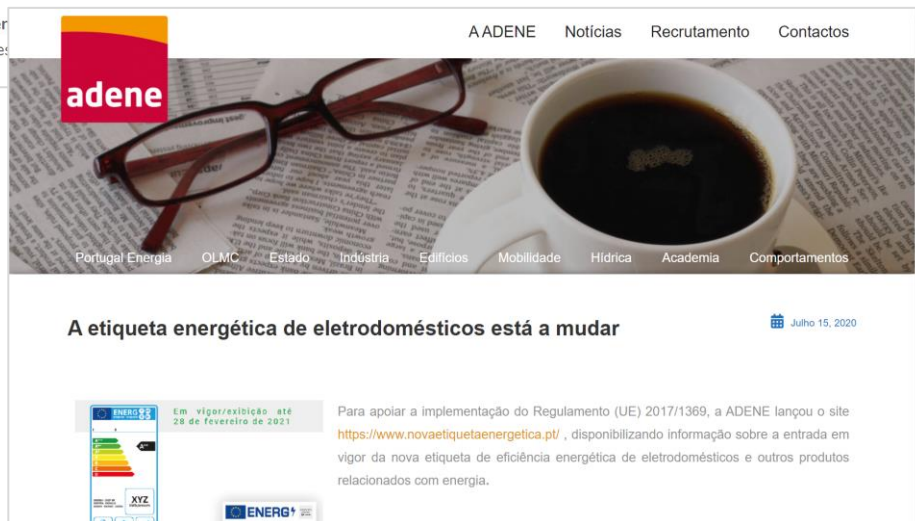 A ADENE Notícias Recrutamento Contactos
adene
Portugal Energia OLMC Estado Indústria Edifícios Mobilidade Hídrica Academia Comportamentos
A etiqueta energética de eletrodomésticos está a mudar
Julho 15, 2020
ENERG
Em vigor/exibição até
28 de fevereiro de 2021
XYZ
ENERG
Para apoiar a implementação do Regulamento (UE) 2017/1369, a ADENE lançou o site
https://www.novaetiquetaenergetica.pt/ , disponibilizando informação sobre a entrada em
vigor da nova etiqueta de eficiência energética de eletrodomésticos e outros produtos
relacionados com energia.